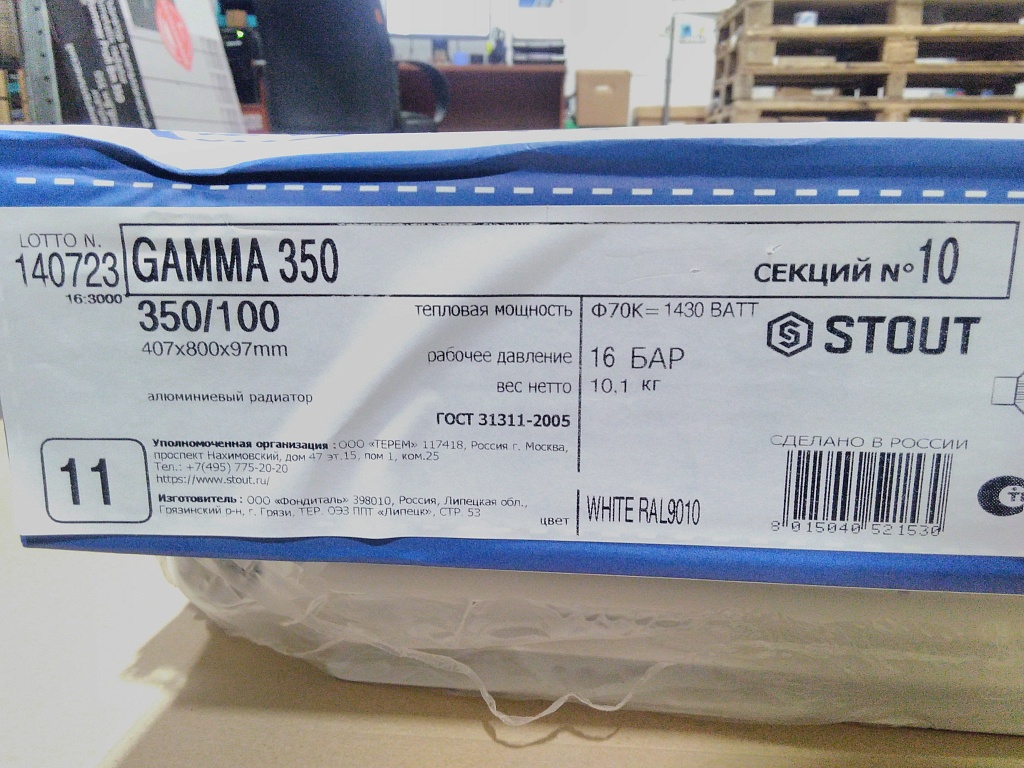 LOTTO N.
140723
16:3000
GAMMA 350
СЕКЦИЙ N° 10
350/100
407x800x97mm
алюминиевый радиатор
тепловая мощность
Ф70К= 1430 ВАТТ
рабочее давление
16 БАР
вес нетто
10,1 кг
ГОСТ 31311-2005
STOUT
11
Уполномоченная организация : ООО «ТЕРЕМ» 117418, Россия г. Москва,
проспект Нахимовский, дом 47 эт.15, пом 1, ком.25
Тел.: +7(495) 775-20-20
https://www.stout.ru/
Изготовитель : ООО «Фондиталь» 398010, Россия, Липецкая обл.,
Грязинский р-н, г. Грязи, ТЕР. ОЭЗ ППТ «Липецк», СТР. 53
цвет
WHITE RAL9010
СДЕЛАНО В РОССИИ
8 015040 521530